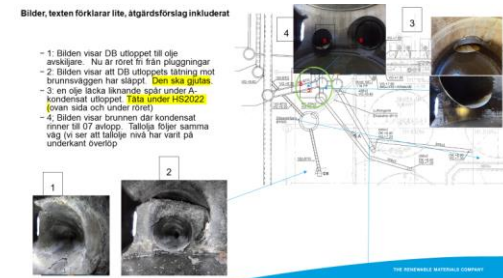 Bilder, texten förklarar lite, åtgärdsförslag inkluderat
− 1: Bilden visar DB utloppet till olje
avskiljare. Nu är röret fri från pluggningar
− 2: Bilden visar att DB utloppets tätning mot
brunnsväggen har släppt. Den ska gjutas.
− 3: en olje läcka liknande spår under A-
kondensat utloppet. Täta under HS2022
(ovan sida och under röret)
− 4; Bilden visar brunnen där kondensat
rinner till 07 avlopp. Tallolja följer samma
väg (vi ser att tallolje nivå har varit på
underkant överlöp
1
2
4
3
THE RENEWABLE MATERIALS COMPANY